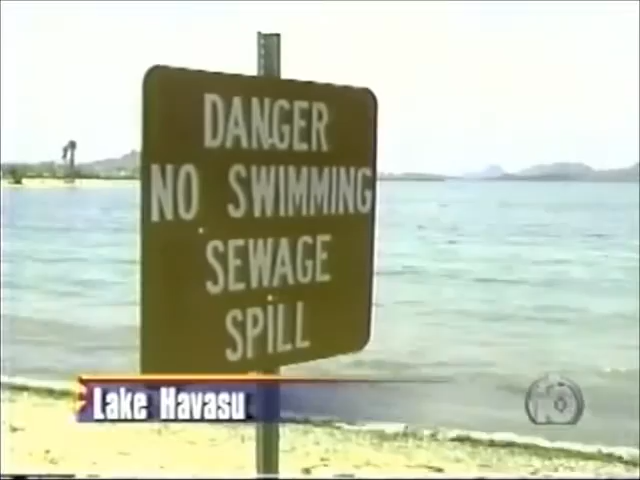 DANGER
NO SWIMMING
SEWAGE
SPILL
Lake Havasu